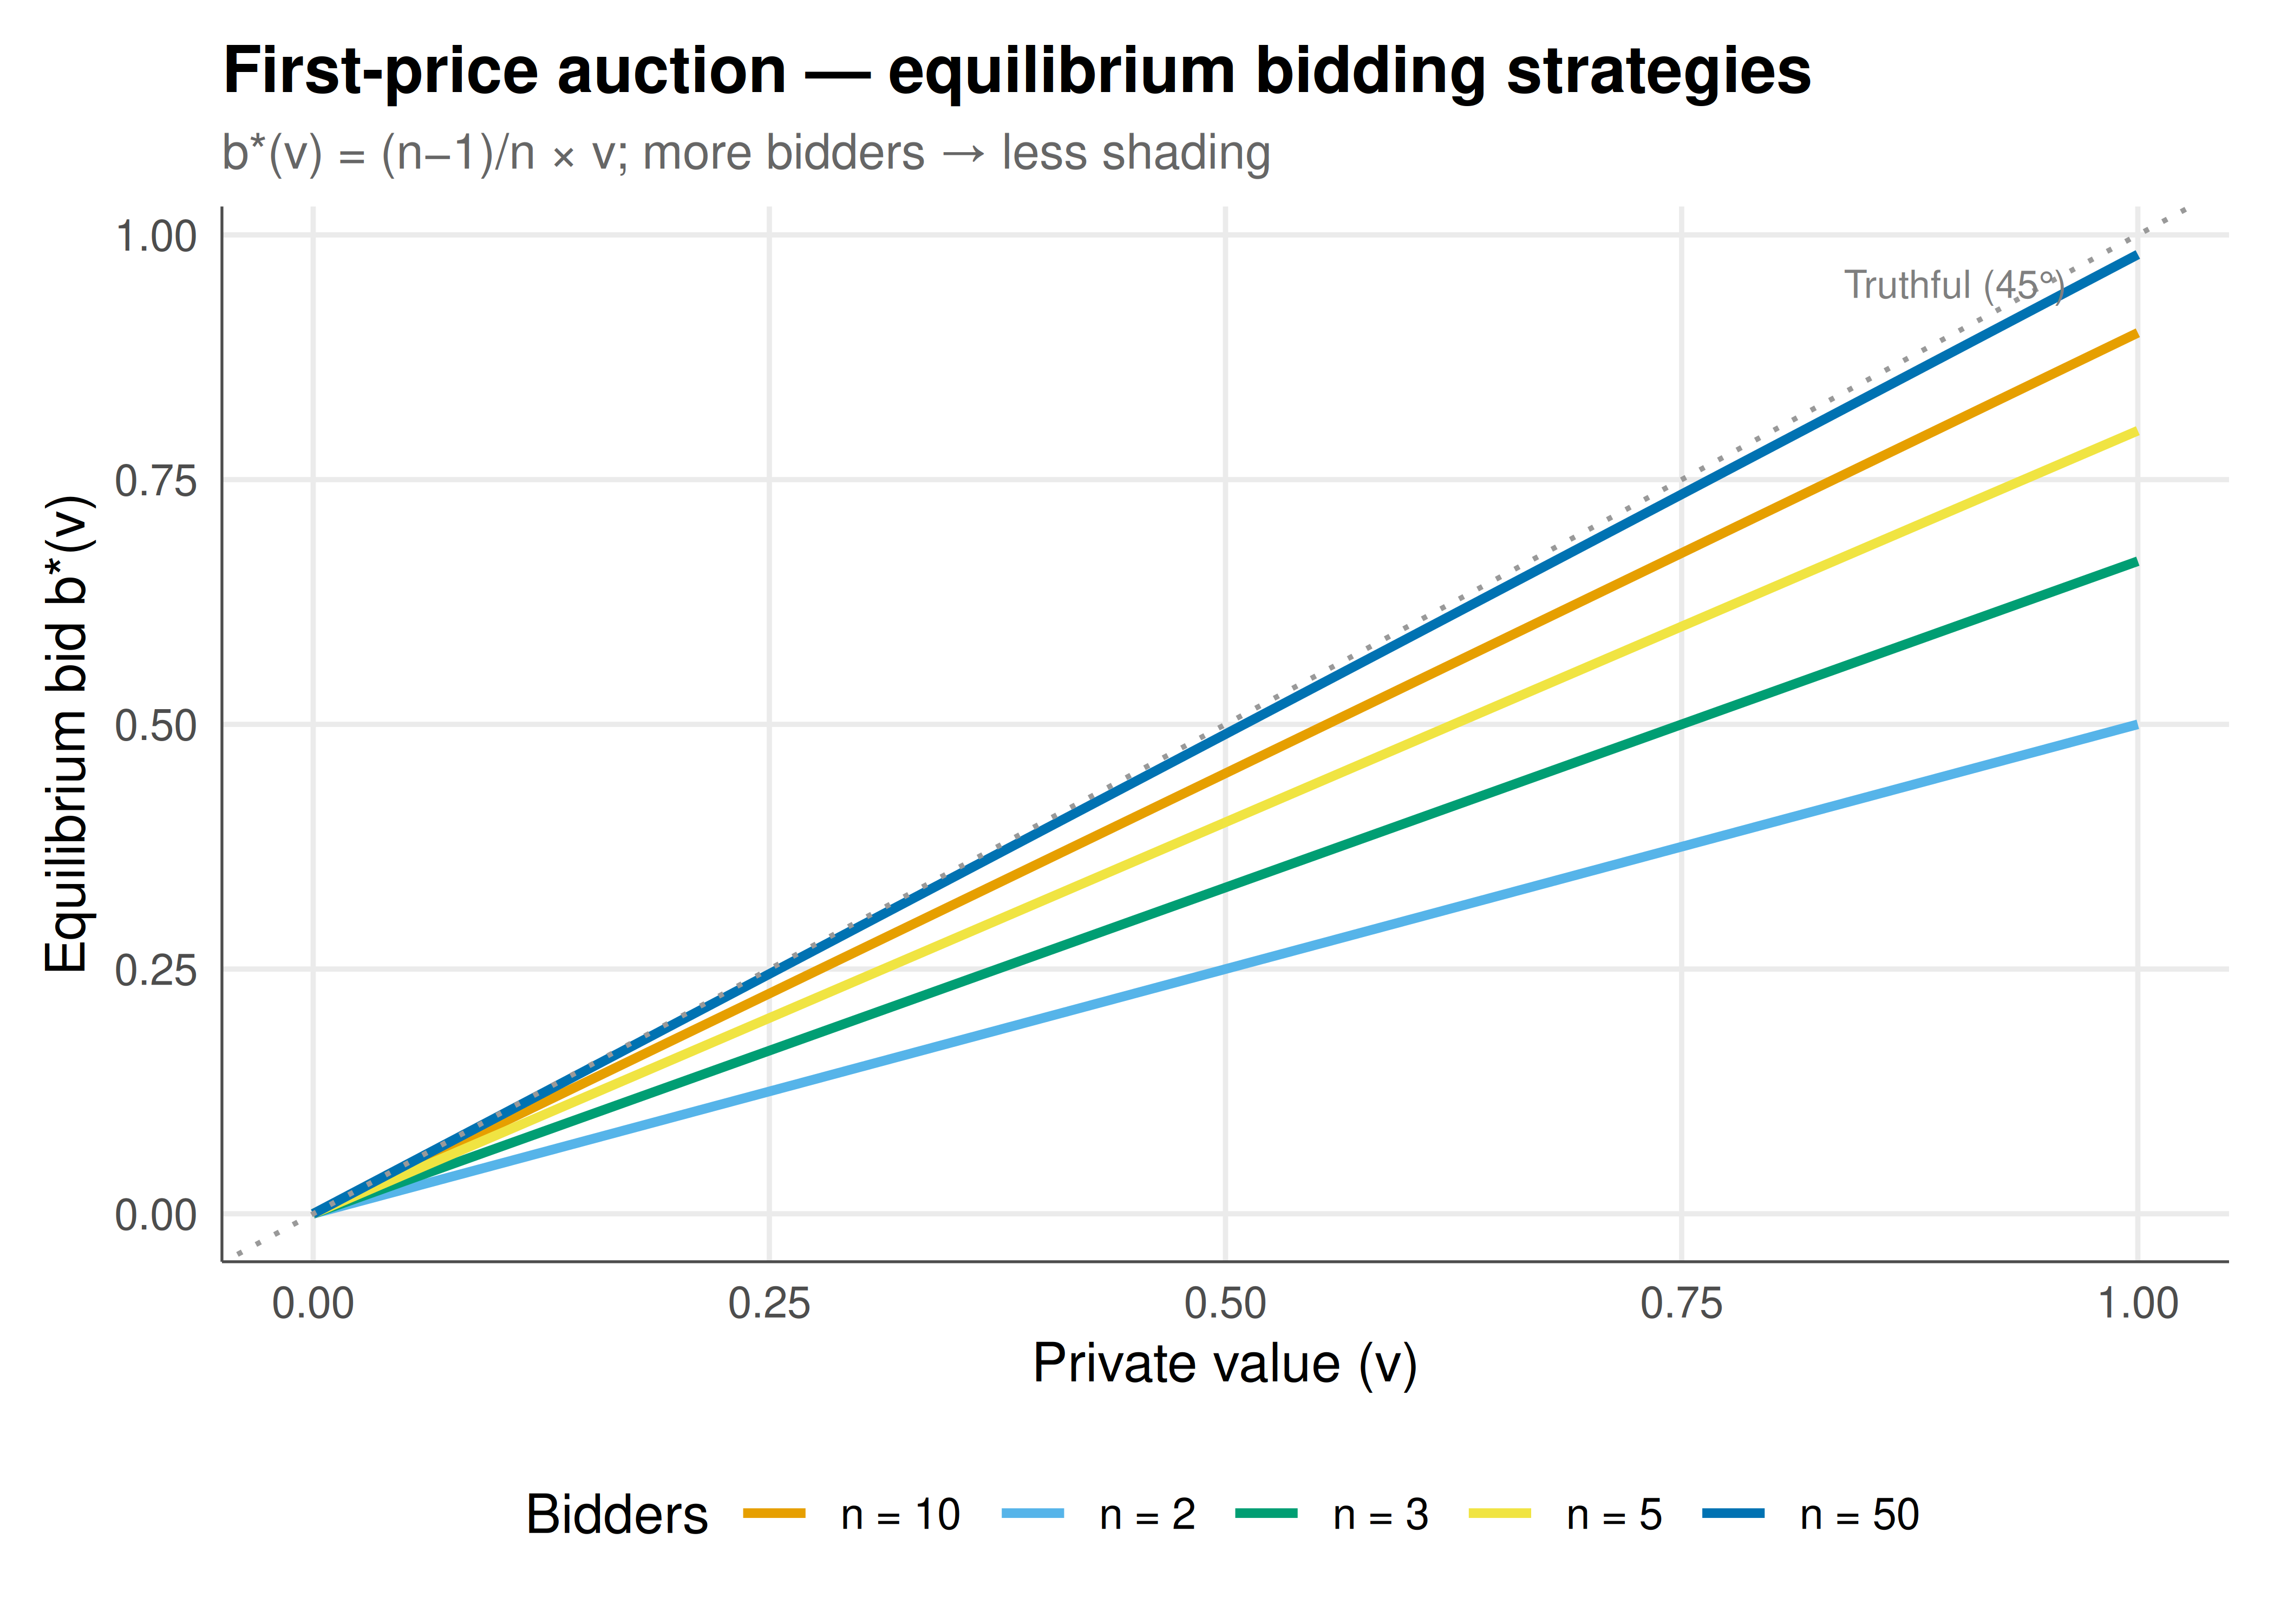 First-price auction — equilibrium bidding strategies
b*(v) = (n−1)/n × v; more bidders → less shading
Equilibrium bid b*(v)
1.00
0.75
0.50
0.25
0.00
Truthful (45°)
0.00 0.25 0.50 0.75 1.00
Private value (v)
Bidders n = 10 n = 2 n = 3 n = 5 n = 50